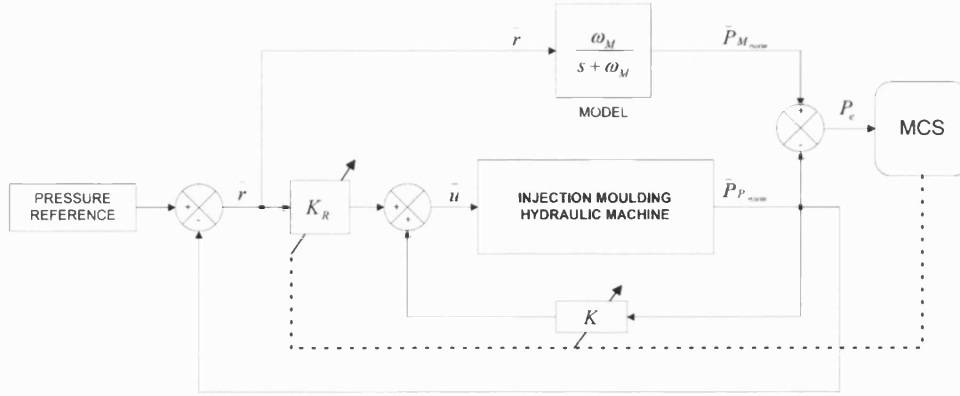 r̄
ω_M
s + ω_M
P̄_M
MODEL
P_e
MCS
PRESSURE
REFERENCE
+
-
r̄
K_R
+
+
ū
INJECTION MOULDING
HYDRAULIC MACHINE
P̄_P
+
-
K